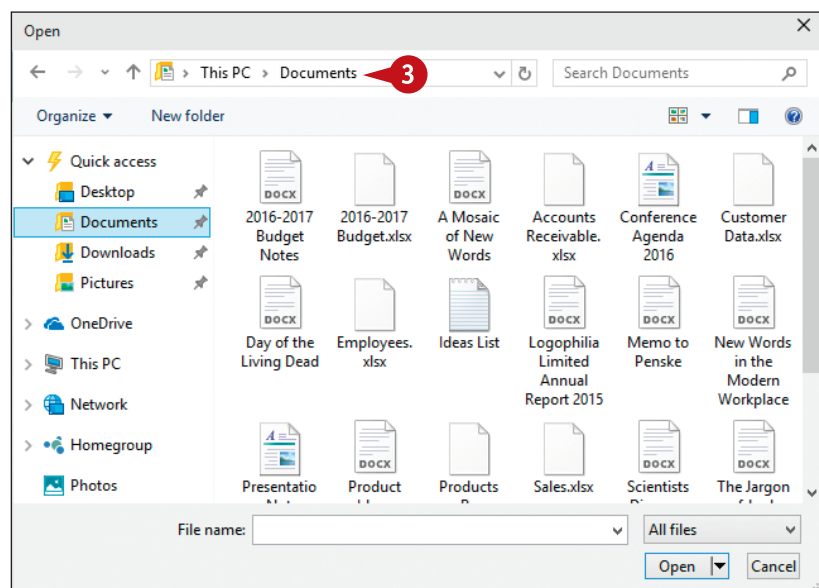 Open
This PC > Documents
3
Search Documents
Organize
New folder
Quick access
Desktop
Documents
Downloads
Pictures
OneDrive
This PC
Network
Homegroup
Photos
DOCX
2016-2017
Budget
Notes
2016-2017
Budget.xlsx
DOCX
A Mosaic
of New
Words
Accounts
Receivable.
xlsx
A
Conference
Agenda
2016
Customer
Data.xlsx
DOCX
Day of the
Living Dead
Employees.
xlsx
Ideas List
DOCX
Logophilia
Limited
Annual
Report 2015
DOCX
Memo to
Penske
DOCX
New Words
in the
Modern
Workplace
A
Presentatio
DOCX
Product
Products
Sales.xlsx
DOCX
Scientists
DOCX
The Jargon
File name:
All files
Open
Cancel